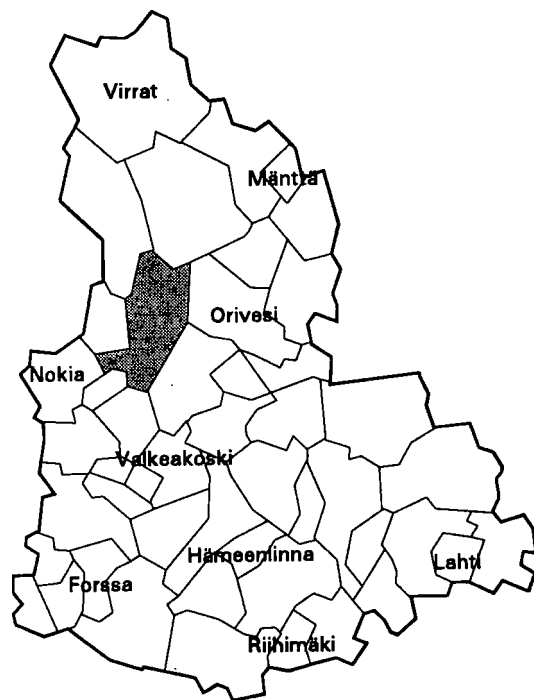 Virrat
Mänttä
Orivesi
Nokia
Valkeakoski
Hämeenlinna
Lahti
Forssa
Riihimäki